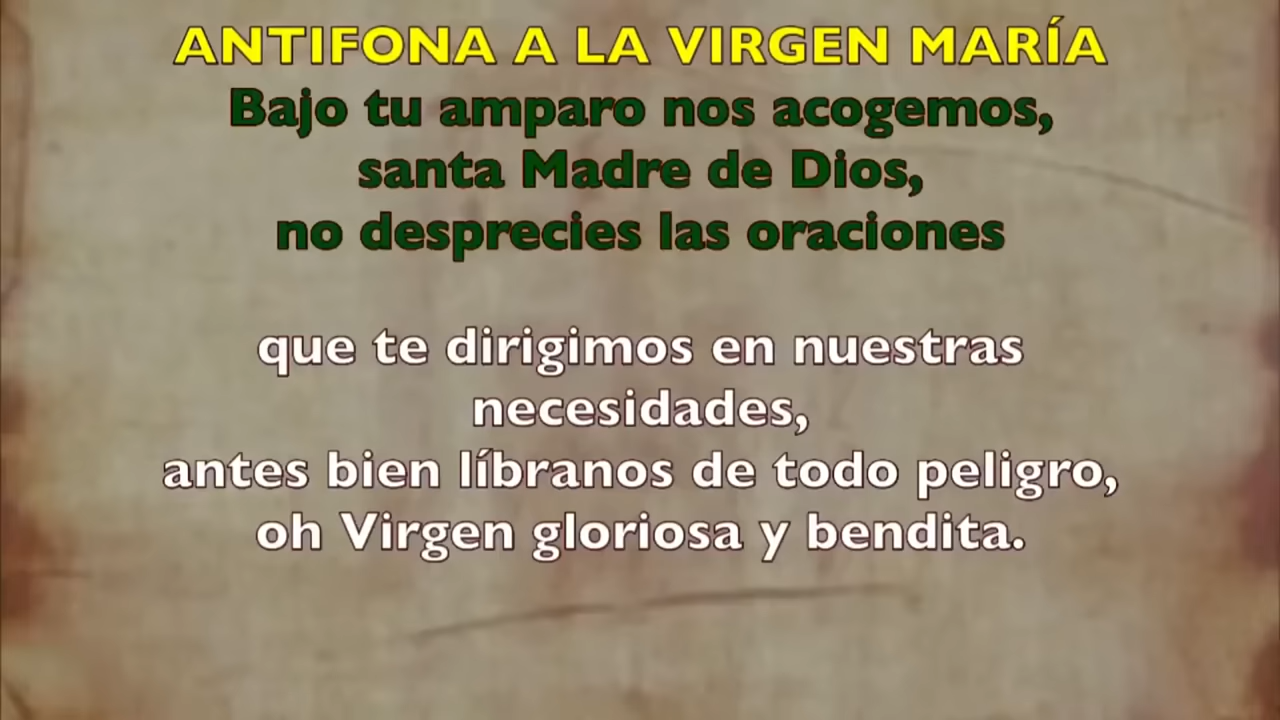 ANTIFONA A LA VIRGEN MARÍA
Bajo tu amparo nos acogemos,
santa Madre de Dios,
no desprecies las oraciones
que te dirigimos en nuestras
necesidades,
antes bien líbranos de todo peligro,
oh Virgen gloriosa y bendita.